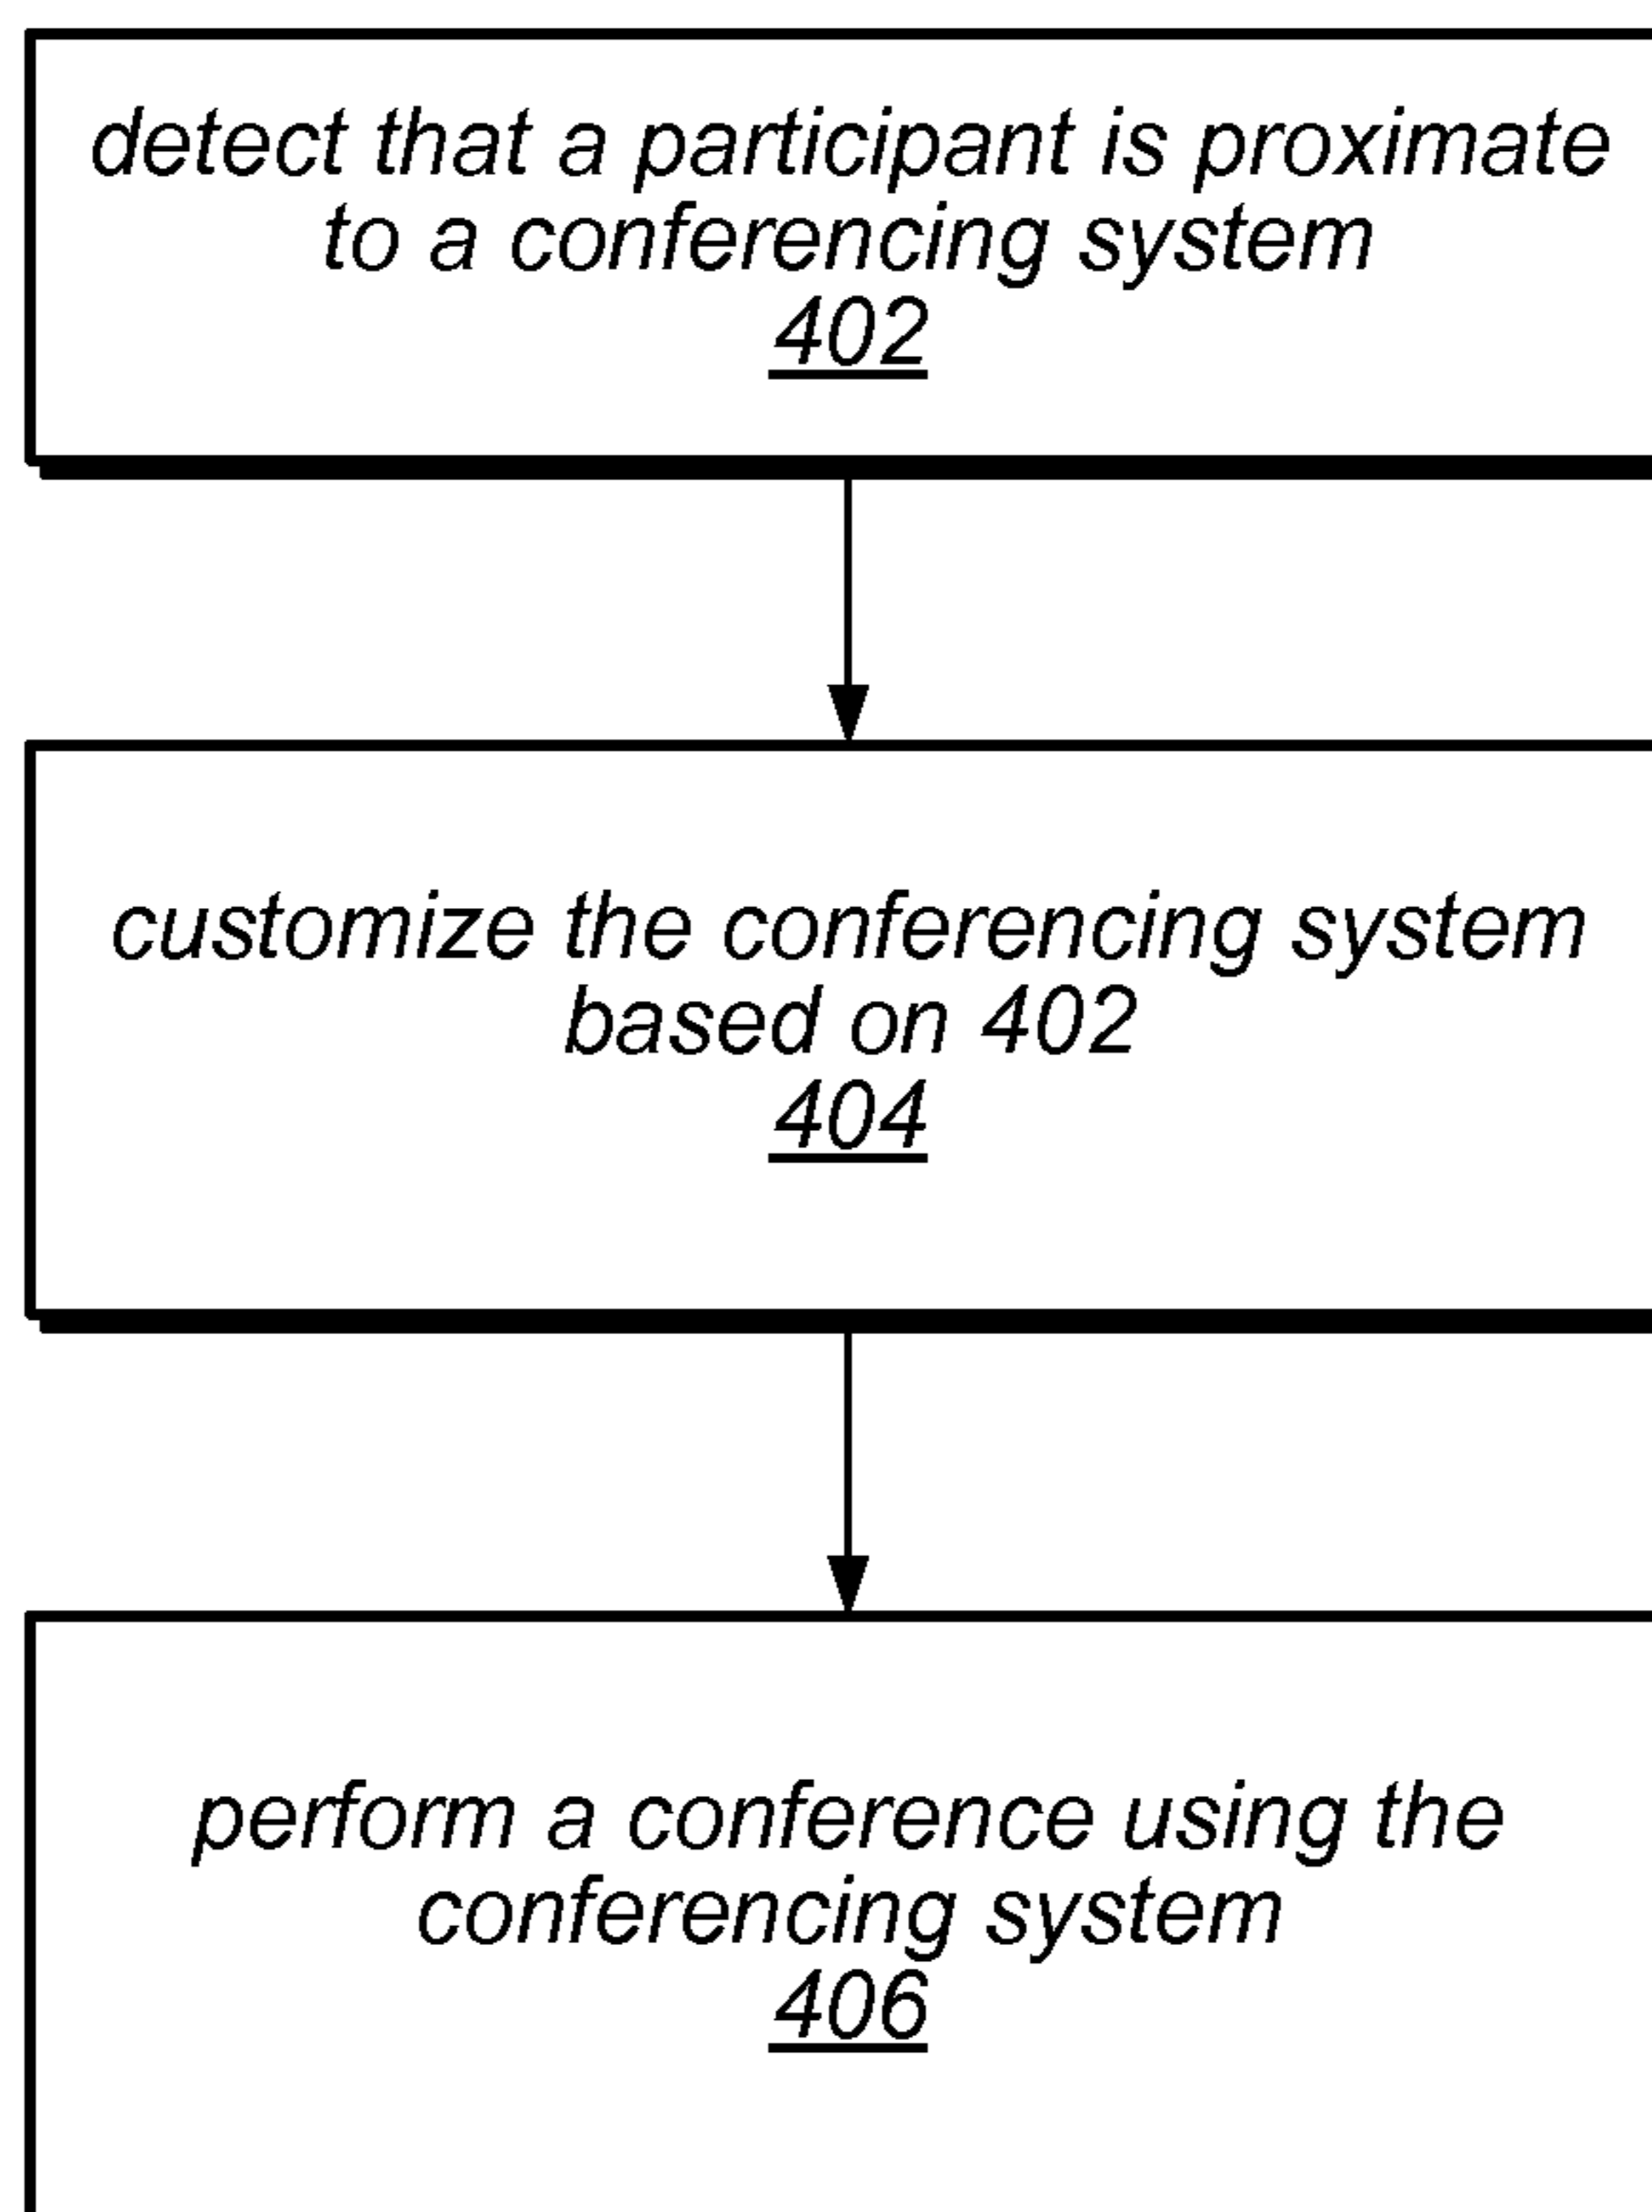 detect that a participant is proximate
to a conferencing system
402
customize the conferencing system
based on 402
404
perform a conference using the
conferencing system
406